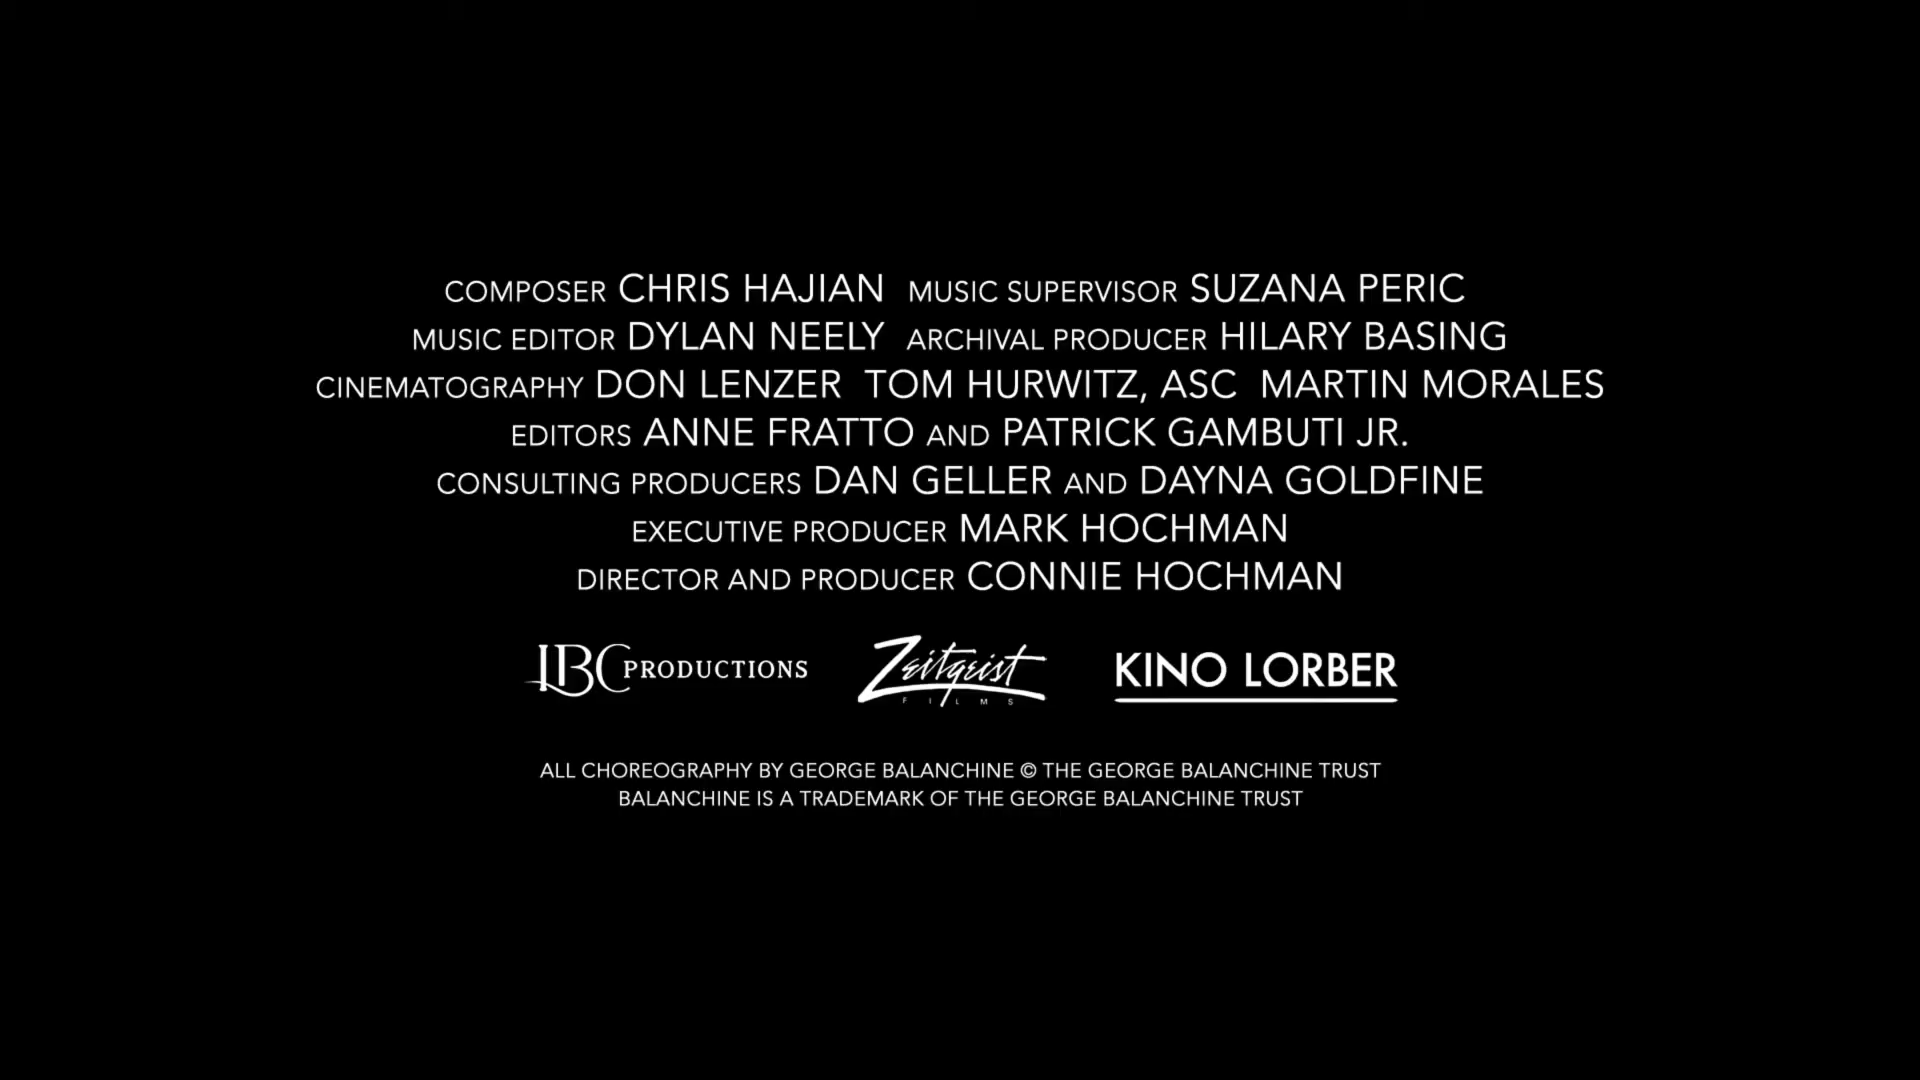 COMPOSER CHRIS HAJIAN MUSIC SUPERVISOR SUZANA PERIC
MUSIC EDITOR DYLAN NEELY ARCHIVAL PRODUCER HILARY BASING
CINEMATOGRAPHY DON LENZER TOM HURWITZ, ASC MARTIN MORALES
EDITORS ANNE FRATTO AND PATRICK GAMBUTI JR.
CONSULTING PRODUCERS DAN GELLER AND DAYNA GOLDFINE
EXECUTIVE PRODUCER MARK HOCHMAN
DIRECTOR AND PRODUCER CONNIE HOCHMAN
IBC PRODUCTIONS Zeitgeist FILMS KINO LORBER
ALL CHOREOGRAPHY BY GEORGE BALANCHINE © THE GEORGE BALANCHINE TRUST
BALANCHINE IS A TRADEMARK OF THE GEORGE BALANCHINE TRUST